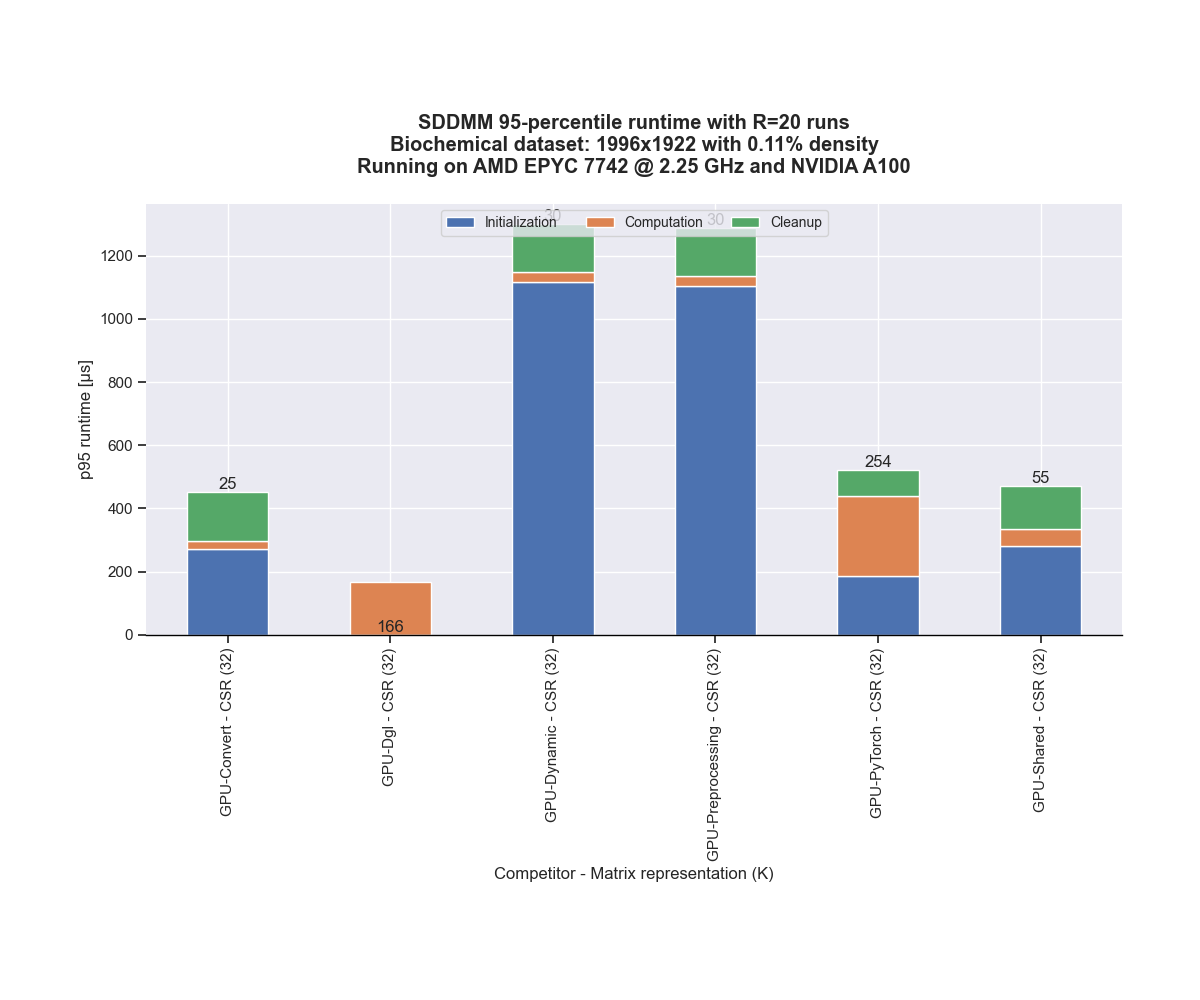 SDDMM 95-percentile runtime with R=20 runs
Biochemical dataset: 1996x1922 with 0.11% density
Running on AMD EPYC 7742 @ 2.25 GHz and NVIDIA A100
Initialization Computation Cleanup
30 30
1200
1000
800
600
400
200
0
p95 runtime [µs]
25
166
254
55
GPU-Convert - CSR (32)
GPU-Dgl - CSR (32)
GPU-Dynamic - CSR (32)
GPU-Preprocessing - CSR (32)
GPU-PyTorch - CSR (32)
GPU-Shared - CSR (32)
Competitor - Matrix representation (K)